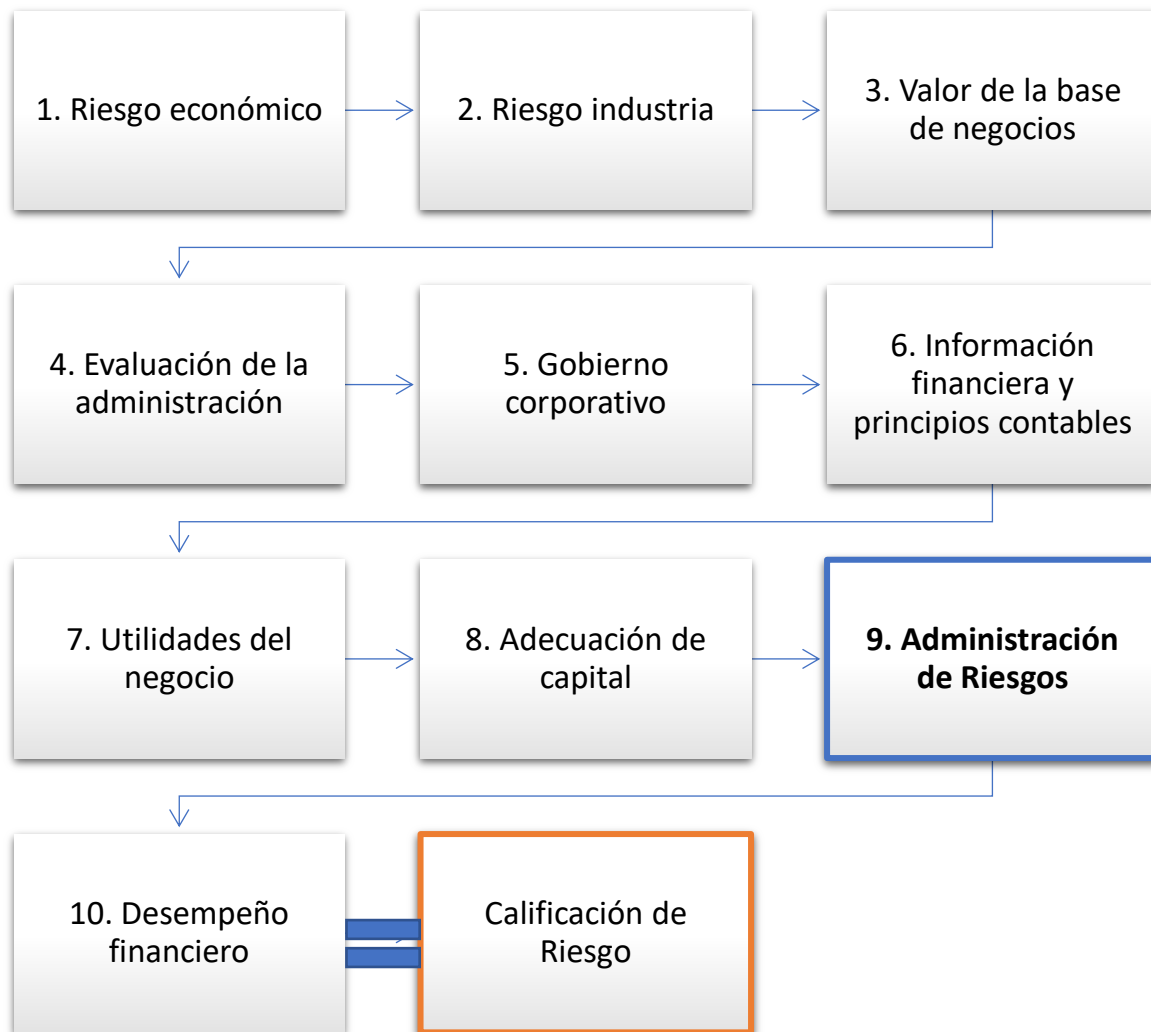 1. Riesgo económico
2. Riesgo industria
3. Valor de la base
de negocios
4. Evaluación de la
administración
5. Gobierno
corporativo
6. Información
financiera y
principios contables
7. Utilidades del
negocio
8. Adecuación de
capital
9. Administración
de Riesgos
10. Desempeño
financiero
Calificación de
Riesgo